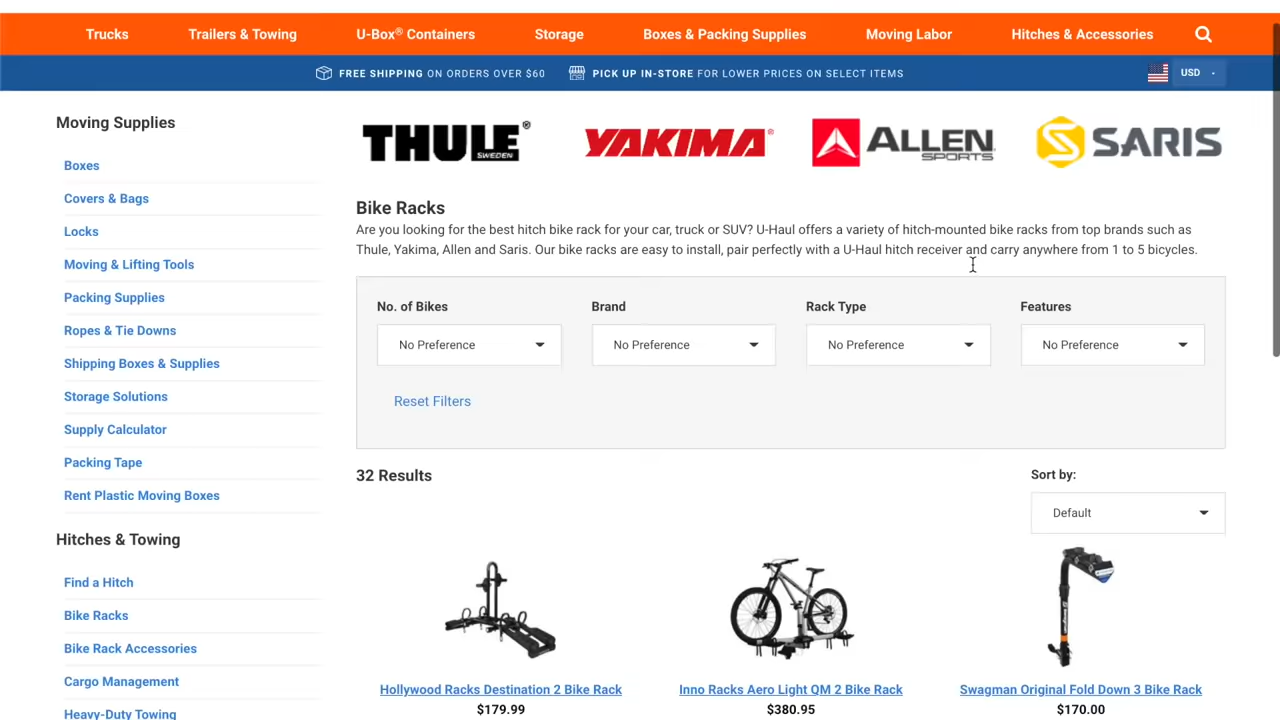 Trucks
Trailers & Towing
U-Box® Containers
Storage
Boxes & Packing Supplies
Moving Labor
Hitches & Accessories
FREE SHIPPING ON ORDERS OVER $60
PICK UP IN-STORE FOR LOWER PRICES ON SELECT ITEMS
USD
Moving Supplies
Boxes
Covers & Bags
Locks
Moving & Lifting Tools
Packing Supplies
Ropes & Tie Downs
Shipping Boxes & Supplies
Storage Solutions
Supply Calculator
Packing Tape
Rent Plastic Moving Boxes
Hitches & Towing
Find a Hitch
Bike Racks
Bike Rack Accessories
Cargo Management
Heavy-Duty Towing
THULE®
SWEDEN
YAKIMA®
ALLEN
SPORTS
SARIS
Bike Racks
Are you looking for the best hitch bike rack for your car, truck or SUV? U-Haul offers a variety of hitch-mounted bike racks from top brands such as
Thule, Yakima, Allen and Saris. Our bike racks are easy to install, pair perfectly with a U-Haul hitch receiver and carry anywhere from 1 to 5 bicycles.
No. of Bikes
No Preference
Brand
No Preference
Rack Type
No Preference
Features
No Preference
Reset Filters
32 Results
Sort by:
Default
Hollywood Racks Destination 2 Bike Rack
$179.99
Inno Racks Aero Light QM 2 Bike Rack
$380.95
Swagman Original Fold Down 3 Bike Rack
$170.00